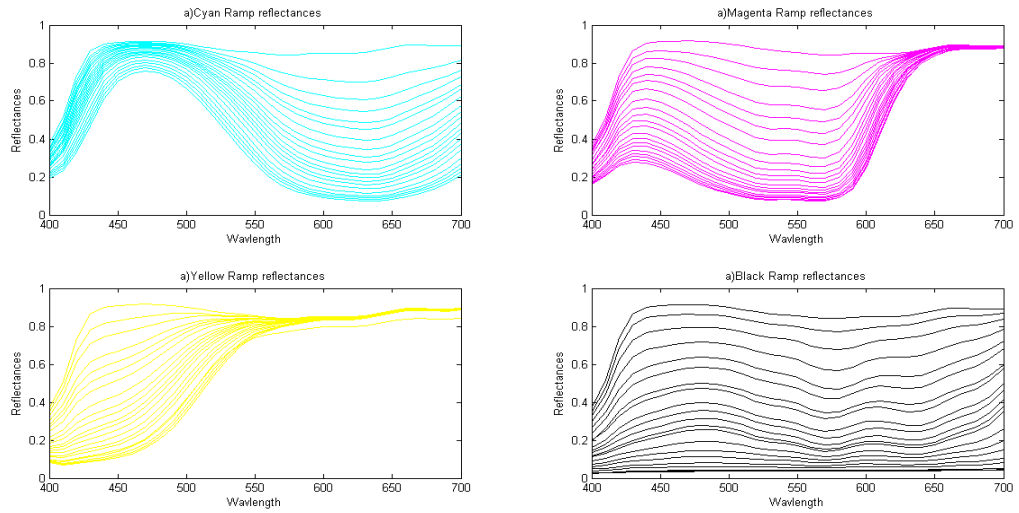 a)Cyan Ramp reflectances
1
0.8
0.6
0.4
0.2
0
Reflectances
400 450 500 550 600 650 700
Wavlength
a)Magenta Ramp reflectances
1
0.8
0.6
0.4
0.2
0
Reflectances
400 450 500 550 600 650 700
Wavlength
a)Yellow Ramp reflectances
1
0.8
0.6
0.4
0.2
0
Reflectances
400 450 500 550 600 650 700
Wavlength
a)Black Ramp reflectances
1
0.8
0.6
0.4
0.2
0
Reflectances
400 450 500 550 600 650 700
Wavlength